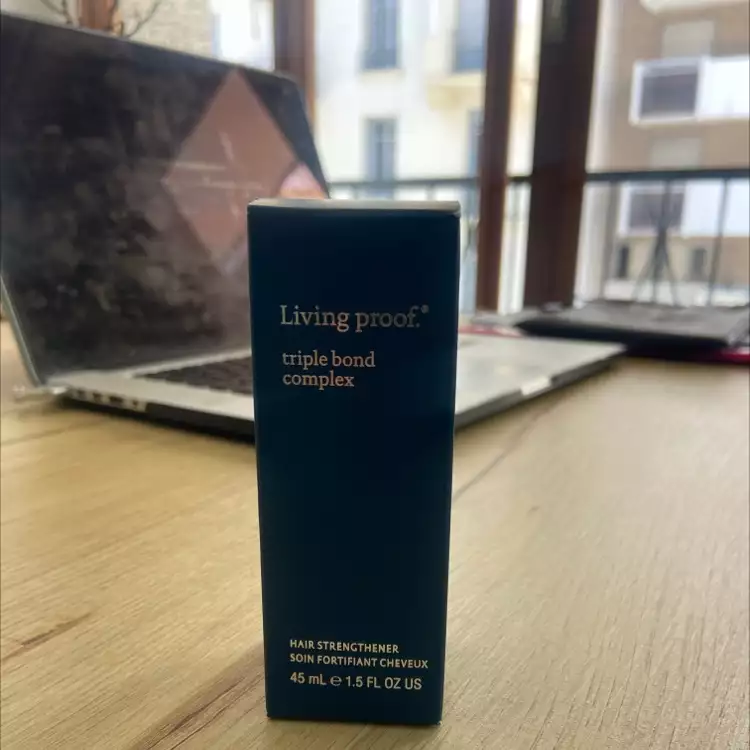 Living proof.®
triple bond
complex
HAIR STRENGTHENER
SOIN FORTIFIANT CHEVEUX
45 mL ℮ 1.5 FL OZ US